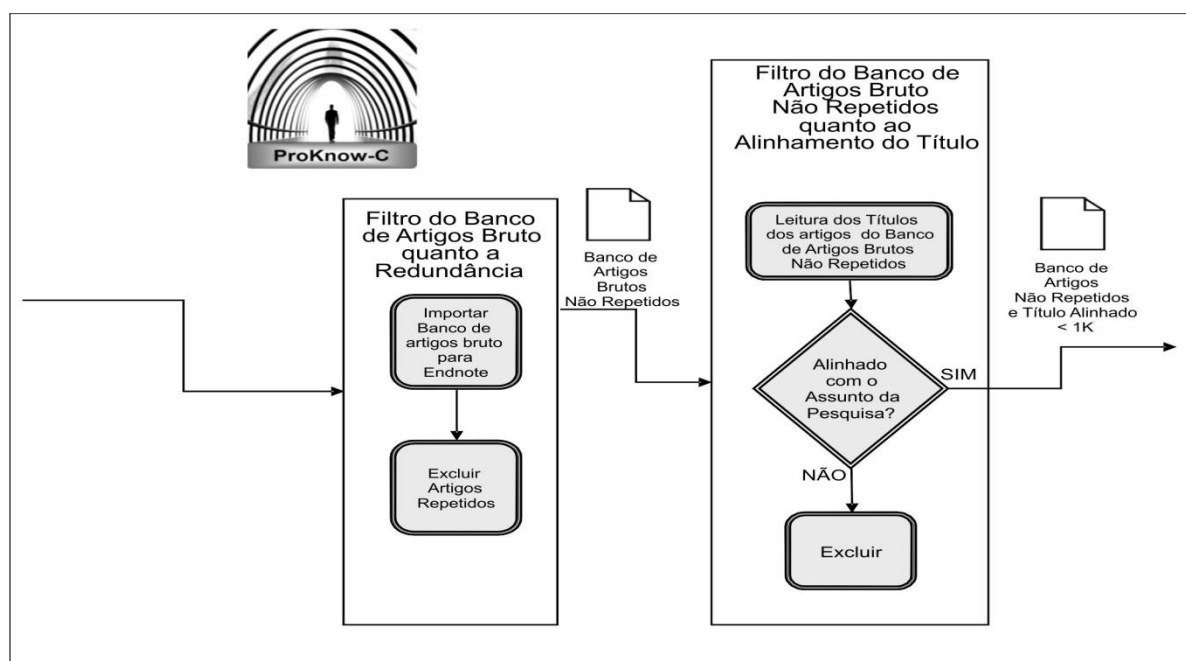 ProKnow-C
Filtro do Banco
de Artigos Bruto
quanto a
Redundância
Importar
Banco de
artigos bruto
para
Endnote
Excluir
Artigos
Repetidos
Banco de
Artigos
Brutos
Não Repetidos
Filtro do Banco de
Artigos Bruto
Não Repetidos
quanto ao
Alinhamento do Título
Leitura dos Títulos
dos artigos do Banco
de Artigos Brutos
Não Repetidos
Alinhado
com o
Assunto da
Pesquisa?
SIM
NÃO
Excluir
Banco de
Artigos
Não Repetidos
e Título Alinhado
< 1K